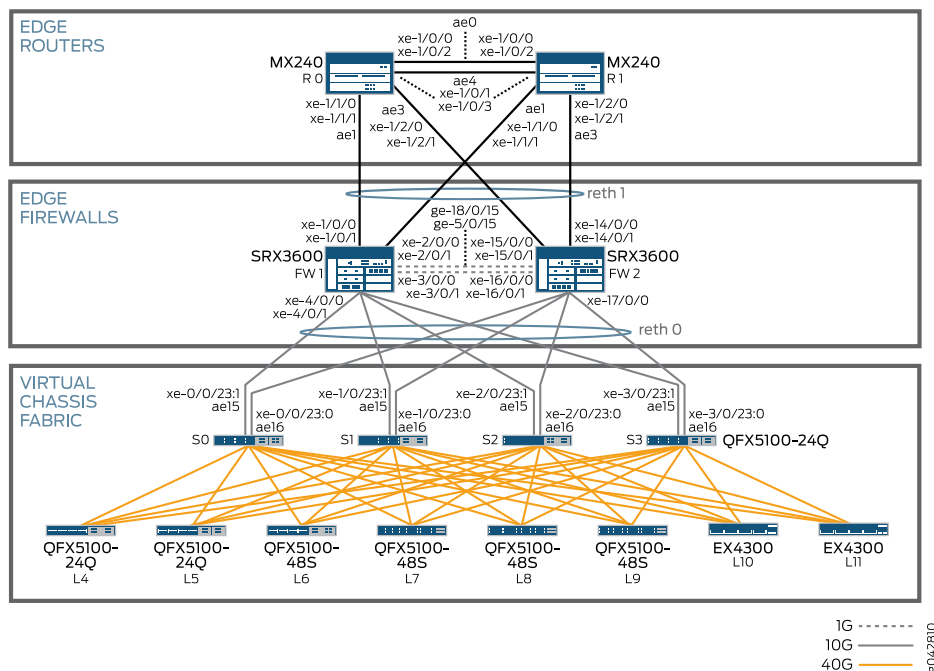 EDGE
ROUTERS
ae0
xe-1/0/0
xe-1/0/2
xe-1/0/0
xe-1/0/2
MX240
R 0
MX240
R 1
ae4
xe-1/0/1
xe-1/0/3
xe-1/1/0
xe-1/1/1
ae1
ae3
xe-1/2/0
xe-1/2/1
ae1
xe-1/1/0
xe-1/1/1
xe-1/2/0
xe-1/2/1
ae3
EDGE
FIREWALLS
reth 1
ge-18/0/15
ge-5/0/15
xe-1/0/0
xe-1/0/1
xe-14/0/0
xe-14/0/1
xe-2/0/0
xe-2/0/1
xe-15/0/0
xe-15/0/1
SRX3600
FW 1
SRX3600
FW 2
xe-3/0/0
xe-3/0/1
xe-16/0/0
xe-16/0/1
xe-4/0/0
xe-4/0/1
xe-17/0/0
reth 0
VIRTUAL
CHASSIS
FABRIC
xe-0/0/23:1
ae15
xe-1/0/23:1
ae15
xe-2/0/23:1
ae15
xe-3/0/23:1
ae15
xe-0/0/23:0
ae16
xe-1/0/23:0
ae16
xe-2/0/23:0
ae16
xe-3/0/23:0
ae16
S0
S1
S2
S3
QFX5100-24Q
QFX5100-
24Q
L4
QFX5100-
24Q
L5
QFX5100-
48S
L6
QFX5100-
48S
L7
QFX5100-
48S
L8
QFX5100-
48S
L9
EX4300
L10
EX4300
L11
1G
10G
40G
g042810